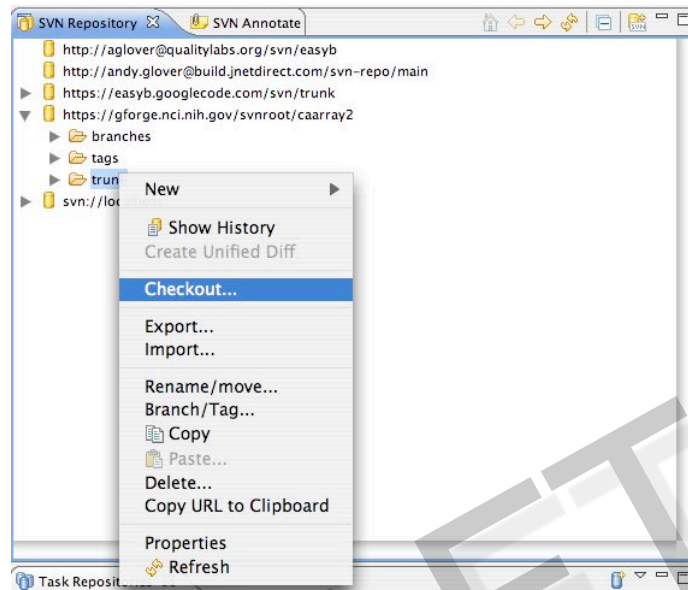 SVN Repository SVN Annotate
http://aglover@qualitylabs.org/svn/easyb
http://andy.glover@build.jnetdirect.com/svn-repo/main
https://easyb.googlecode.com/svn/trunk
https://gforge.nci.nih.gov/svnroot/caarray2
branches
tags
trun
svn://loc
New
Show History
Create Unified Diff
Checkout...
Export...
Import...
Rename/move...
Branch/Tag...
Copy
Paste...
Delete...
Copy URL to Clipboard
Properties
Refresh
Task Reposit